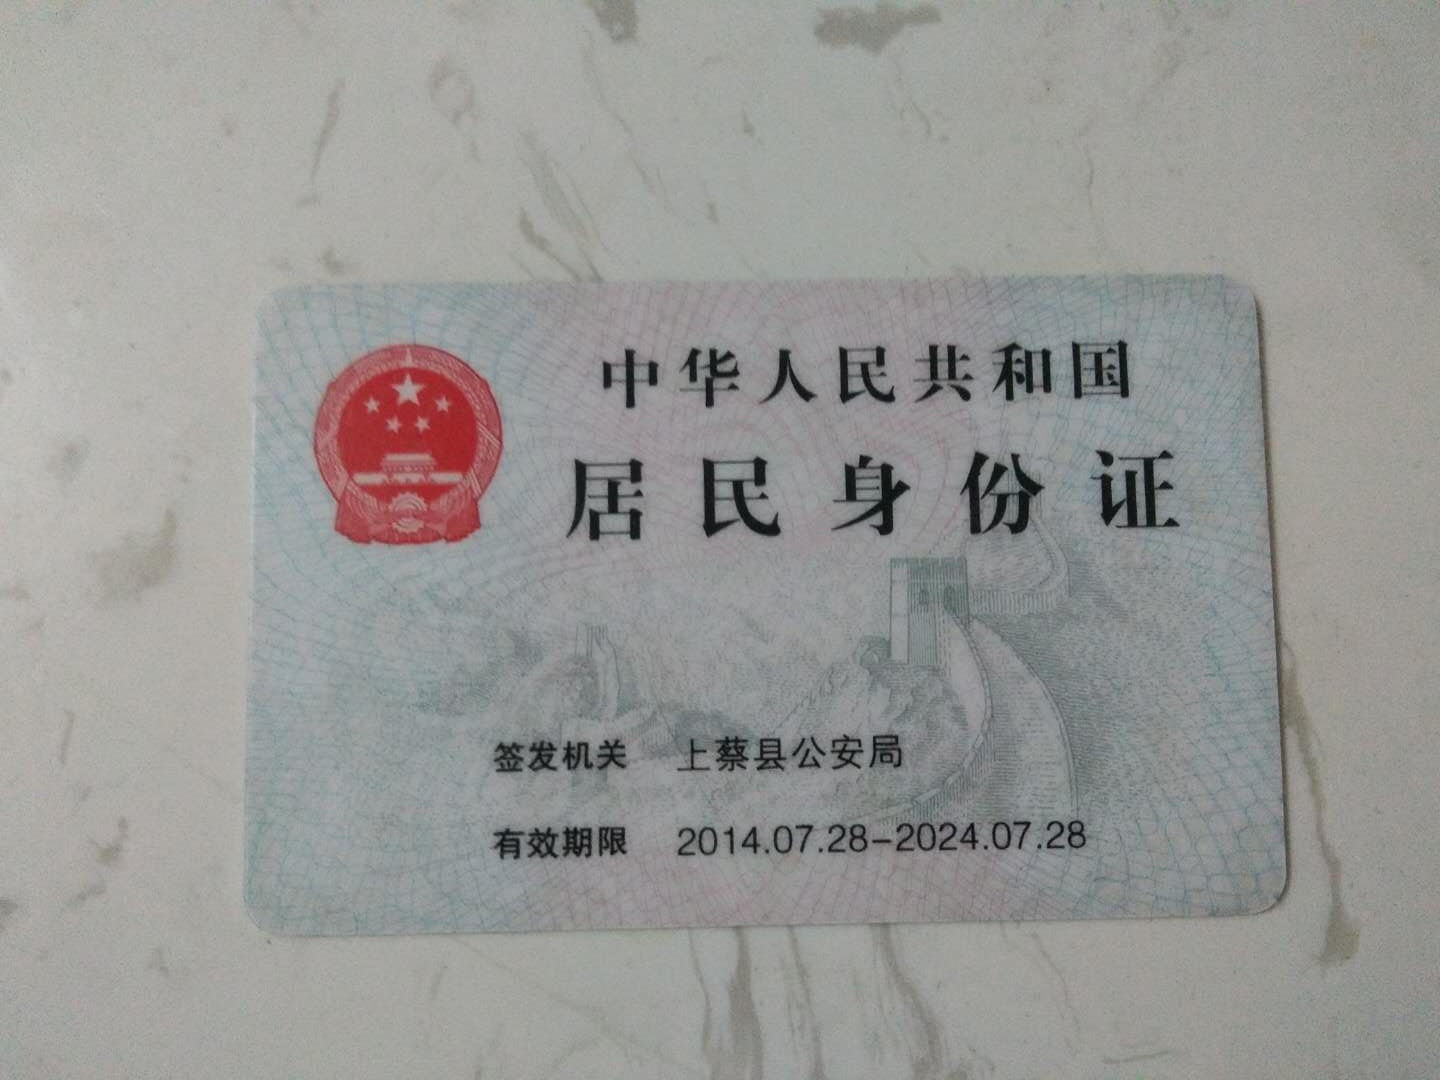 中华人民共和国
居民身份证
签发机关 上蔡县公安局
有效期限 2014.07.28-2024.07.28